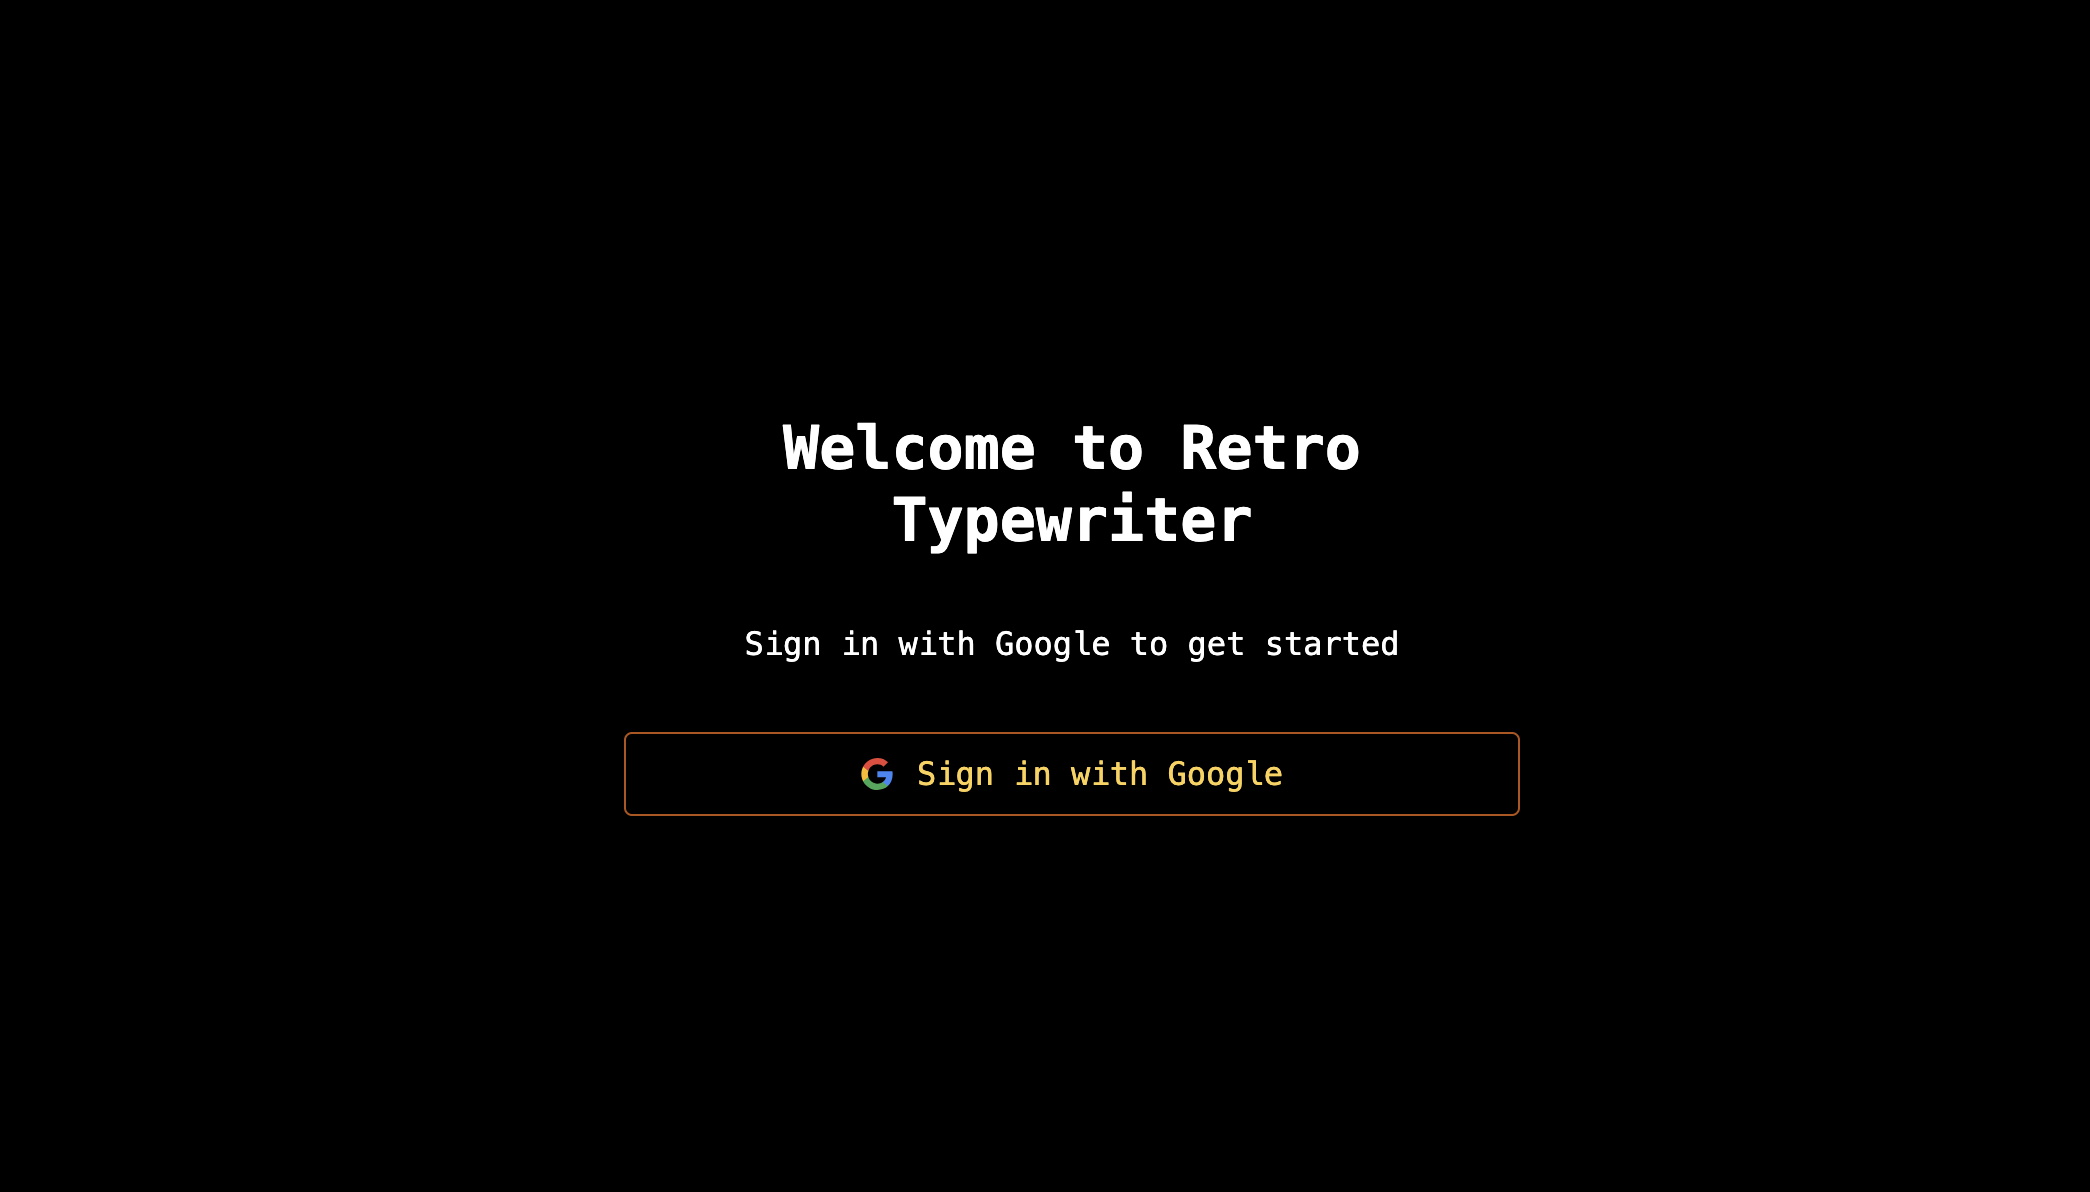 Welcome to Retro
Typewriter
Sign in with Google to get started
Sign in with Google